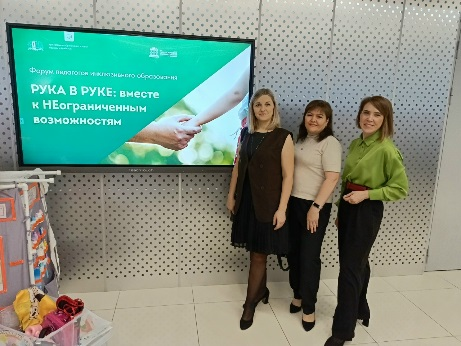 Форум педагогов инклюзивного образования
РУКА В РУКЕ: вместе
к НЕограниченным
возможностям